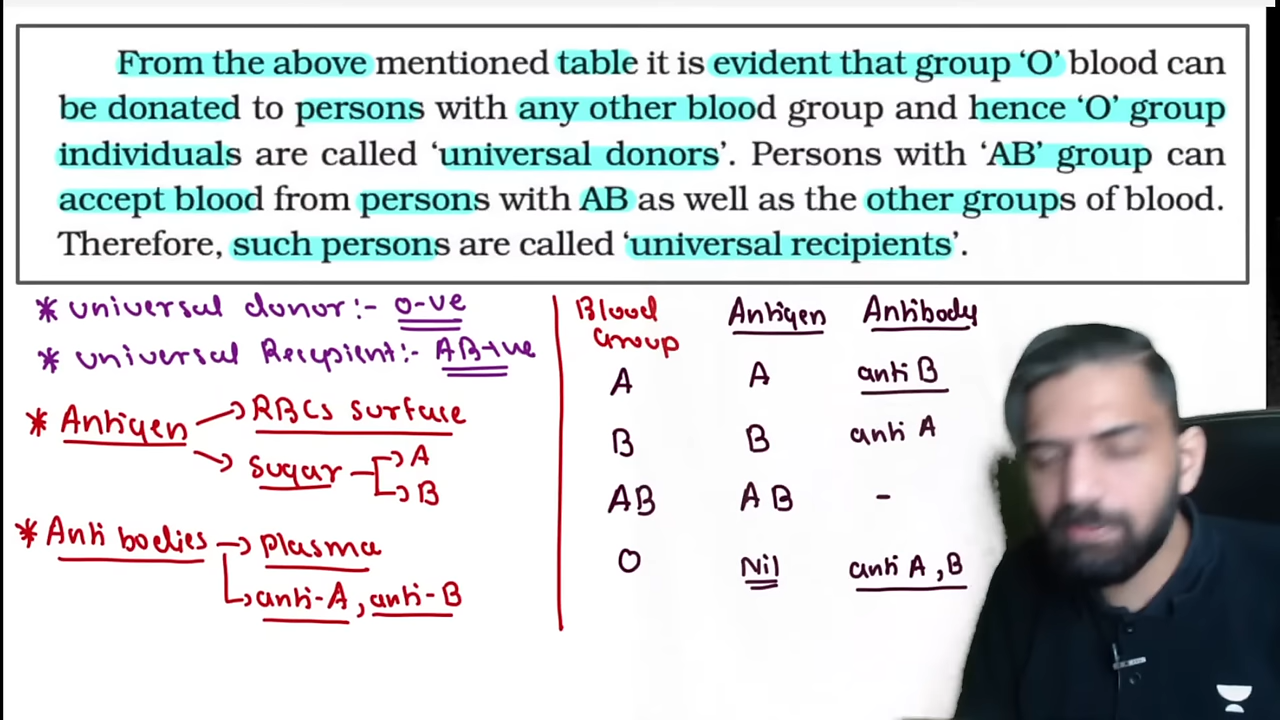 From the above mentioned table it is evident that group ‘O’ blood can
be donated to persons with any other blood group and hence ‘O’ group
individuals are called ‘universal donors’. Persons with ‘AB’ group can
accept blood from persons with AB as well as the other groups of blood.
Therefore, such persons are called ‘universal recipients’.
* universal donor:- O-ve
* universal Recipient:- AB+ve
* Antigen → RBCs surface
→ sugar → A
→ B
* Anti bodies → plasma
→ anti-A, anti-B
Blood Group Antigen Antibody
A A anti B
B B anti A
AB AB -
O Nil anti A, B